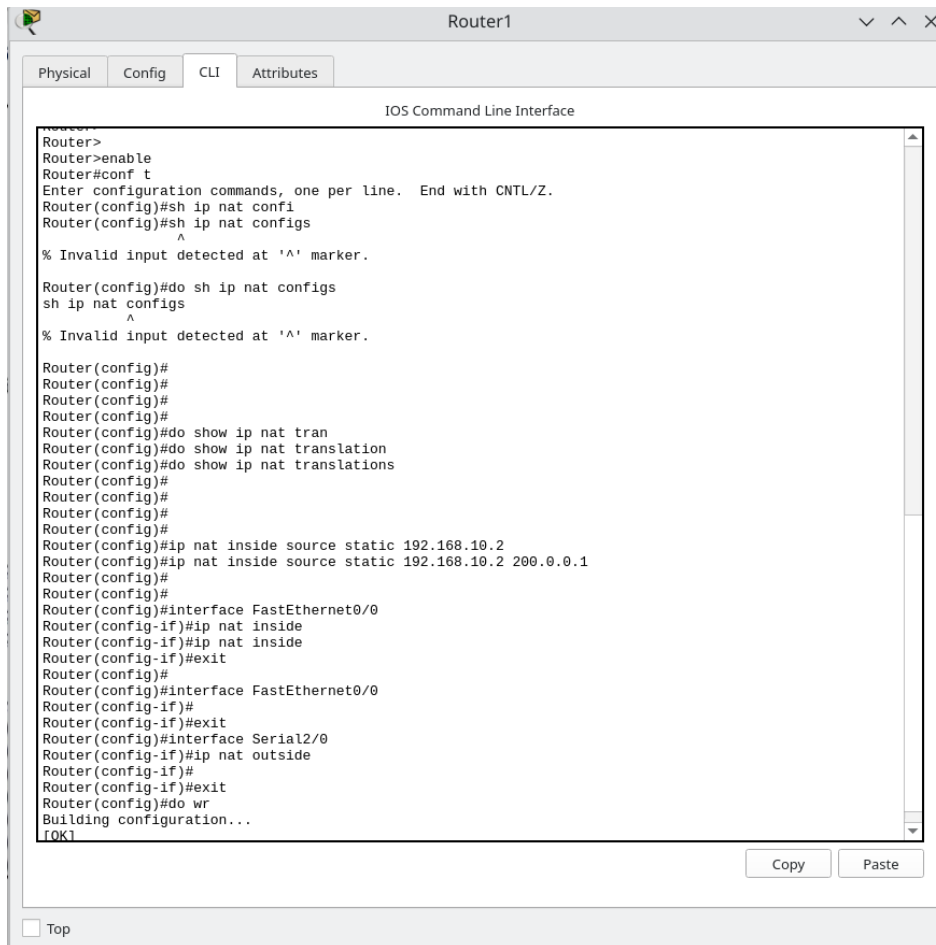 Router1
Physical
Config
CLI
Attributes
IOS Command Line Interface
Router>
Router>
Router>enable
Router#conf t
Enter configuration commands, one per line.  End with CNTL/Z.
Router(config)#sh ip nat confi
Router(config)#sh ip nat configs
^
% Invalid input detected at '^' marker.
Router(config)#do sh ip nat configs
sh ip nat configs
^
% Invalid input detected at '^' marker.
Router(config)#
Router(config)#
Router(config)#
Router(config)#
Router(config)#do show ip nat tran
Router(config)#do show ip nat translation
Router(config)#do show ip nat translations
Router(config)#
Router(config)#
Router(config)#
Router(config)#
Router(config)#ip nat inside source static 192.168.10.2
Router(config)#ip nat inside source static 192.168.10.2 200.0.0.1
Router(config)#
Router(config)#
Router(config)#interface FastEthernet0/0
Router(config-if)#ip nat inside
Router(config-if)#ip nat inside
Router(config-if)#exit
Router(config)#
Router(config)#interface FastEthernet0/0
Router(config-if)#
Router(config-if)#exit
Router(config)#interface Serial2/0
Router(config-if)#ip nat outside
Router(config-if)#
Router(config-if)#exit
Router(config)#do wr
Building configuration...
[OK]
Copy
Paste
Top